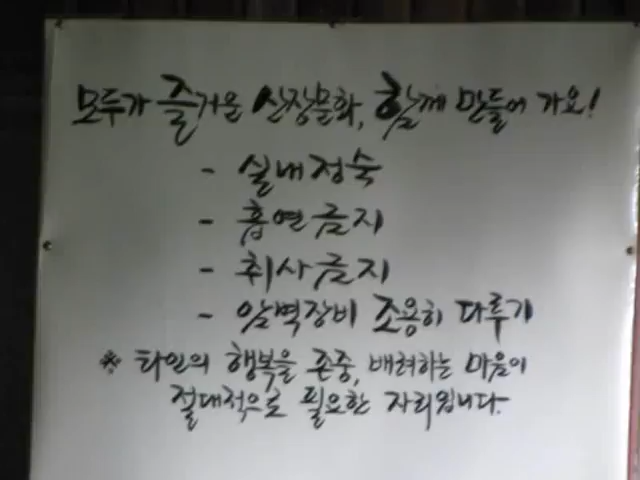 모두가 즐거운 산장문화, 함께 만들어 가요!
- 실내정숙
- 흡연금지
- 취사금지
- 암벽장비 조용히 다루기
※ 타인의 행복을 존중, 배려하는 마음이
절대적으로 필요한 자리입니다.